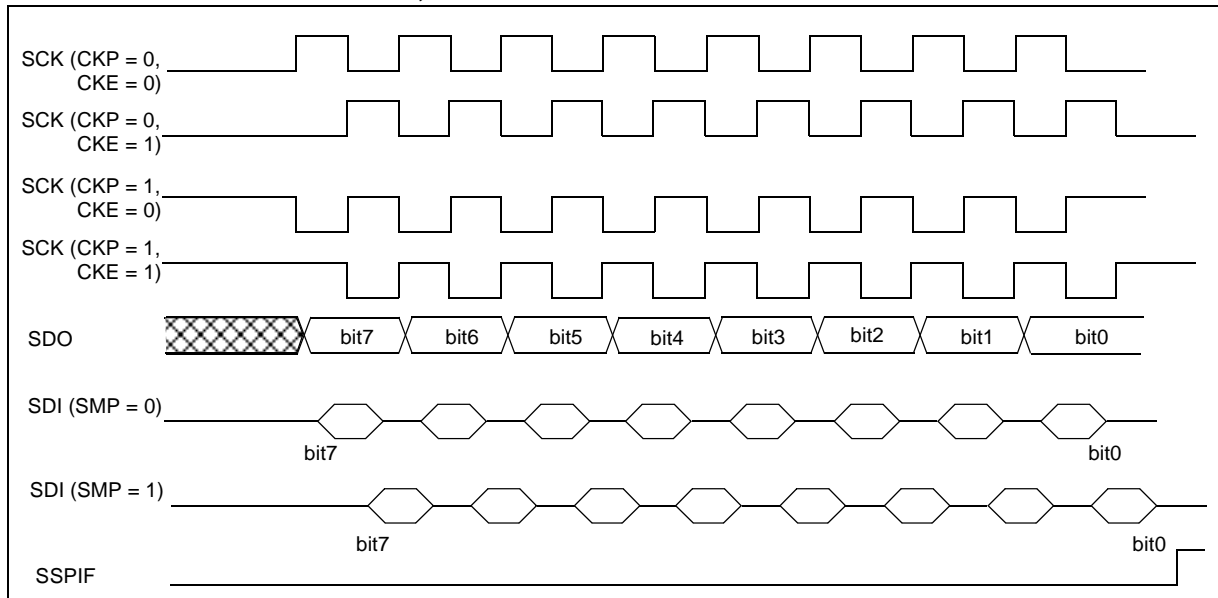 SCK (CKP = 0,
CKE = 0)
SCK (CKP = 0,
CKE = 1)
SCK (CKP = 1,
CKE = 0)
SCK (CKP = 1,
CKE = 1)
SDO bit7 bit6 bit5 bit4 bit3 bit2 bit1 bit0
SDI (SMP = 0)
bit7 bit0
SDI (SMP = 1)
bit7 bit0
SSPIF